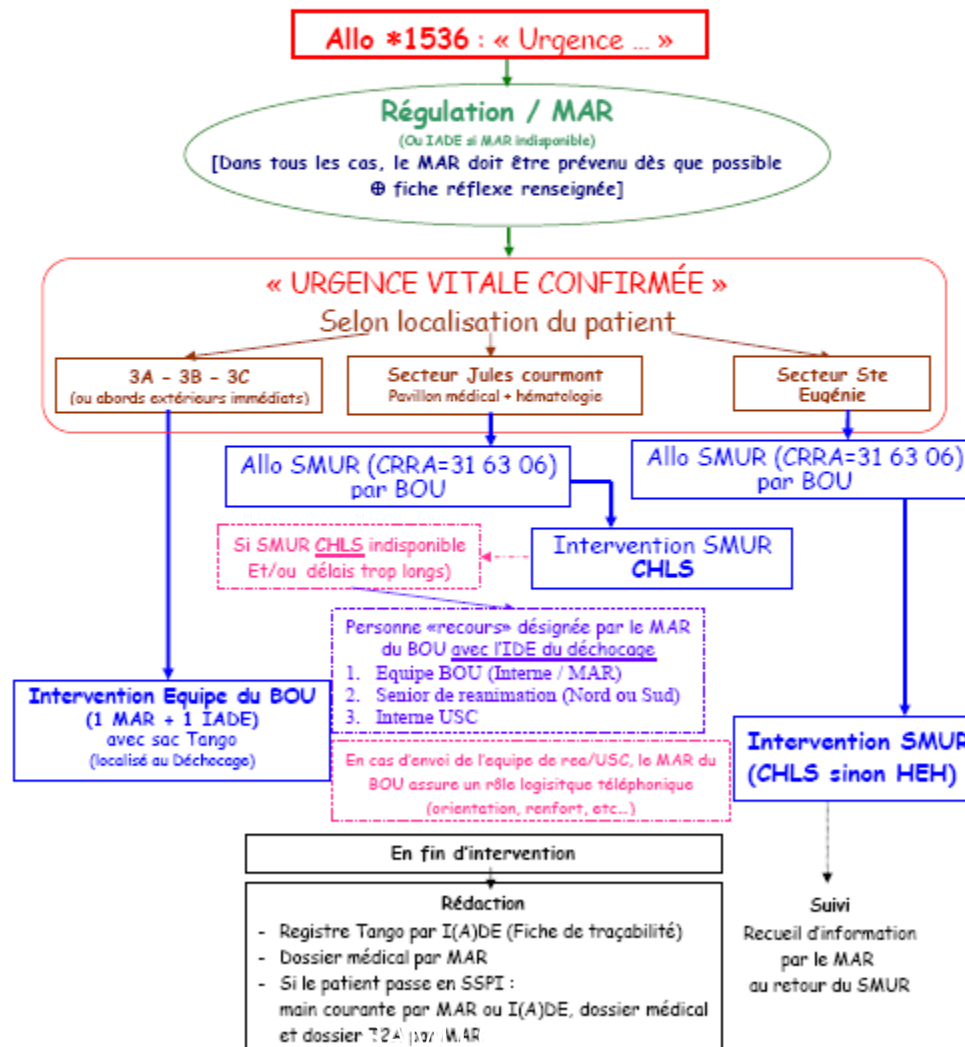 Allo *1536 : « Urgence ... »
Régulation / MAR
(Ou IADE si MAR indisponible)
[Dans tous les cas, le MAR doit être prévenu dès que possible
⊕ fiche réflexe renseignée]
« URGENCE VITALE CONFIRMÉE »
Selon localisation du patient
3A - 3B - 3C
(ou abords extérieurs immédiats)
Secteur Jules courmont
Pavillon médical + hématologie
Secteur Ste
Eugénie
Allo SMUR (CRRA=31 63 06)
par BOU
Allo SMUR (CRRA=31 63 06)
par BOU
Si SMUR CHLS indisponible
Et/ou délais trop longs)
Intervention SMUR
CHLS
Personne «recours» désignée par le MAR
du BOU avec l'IDE du déchocage
1. Equipe BOU (Interne / MAR)
2. Senior de reanimation (Nord ou Sud)
3. Interne USC
Intervention Equipe du BOU
(1 MAR + 1 IADE)
avec sac Tango
(localisé au Déchocage)
En cas d'envoi de l'equipe de rea/USC, le MAR du
BOU assure un rôle logisitque téléphonique
(orientation, renfort, etc...)
Intervention SMUR
(CHLS sinon HEH)
En fin d'intervention
Rédaction
- Registre Tango par I(A)DE (Fiche de traçabilité)
- Dossier médical par MAR
- Si le patient passe en SSPI :
main courante par MAR ou I(A)DE, dossier médical
et dossier T2A par MAR
Suivi
Recueil d'information
par le MAR
au retour du SMUR